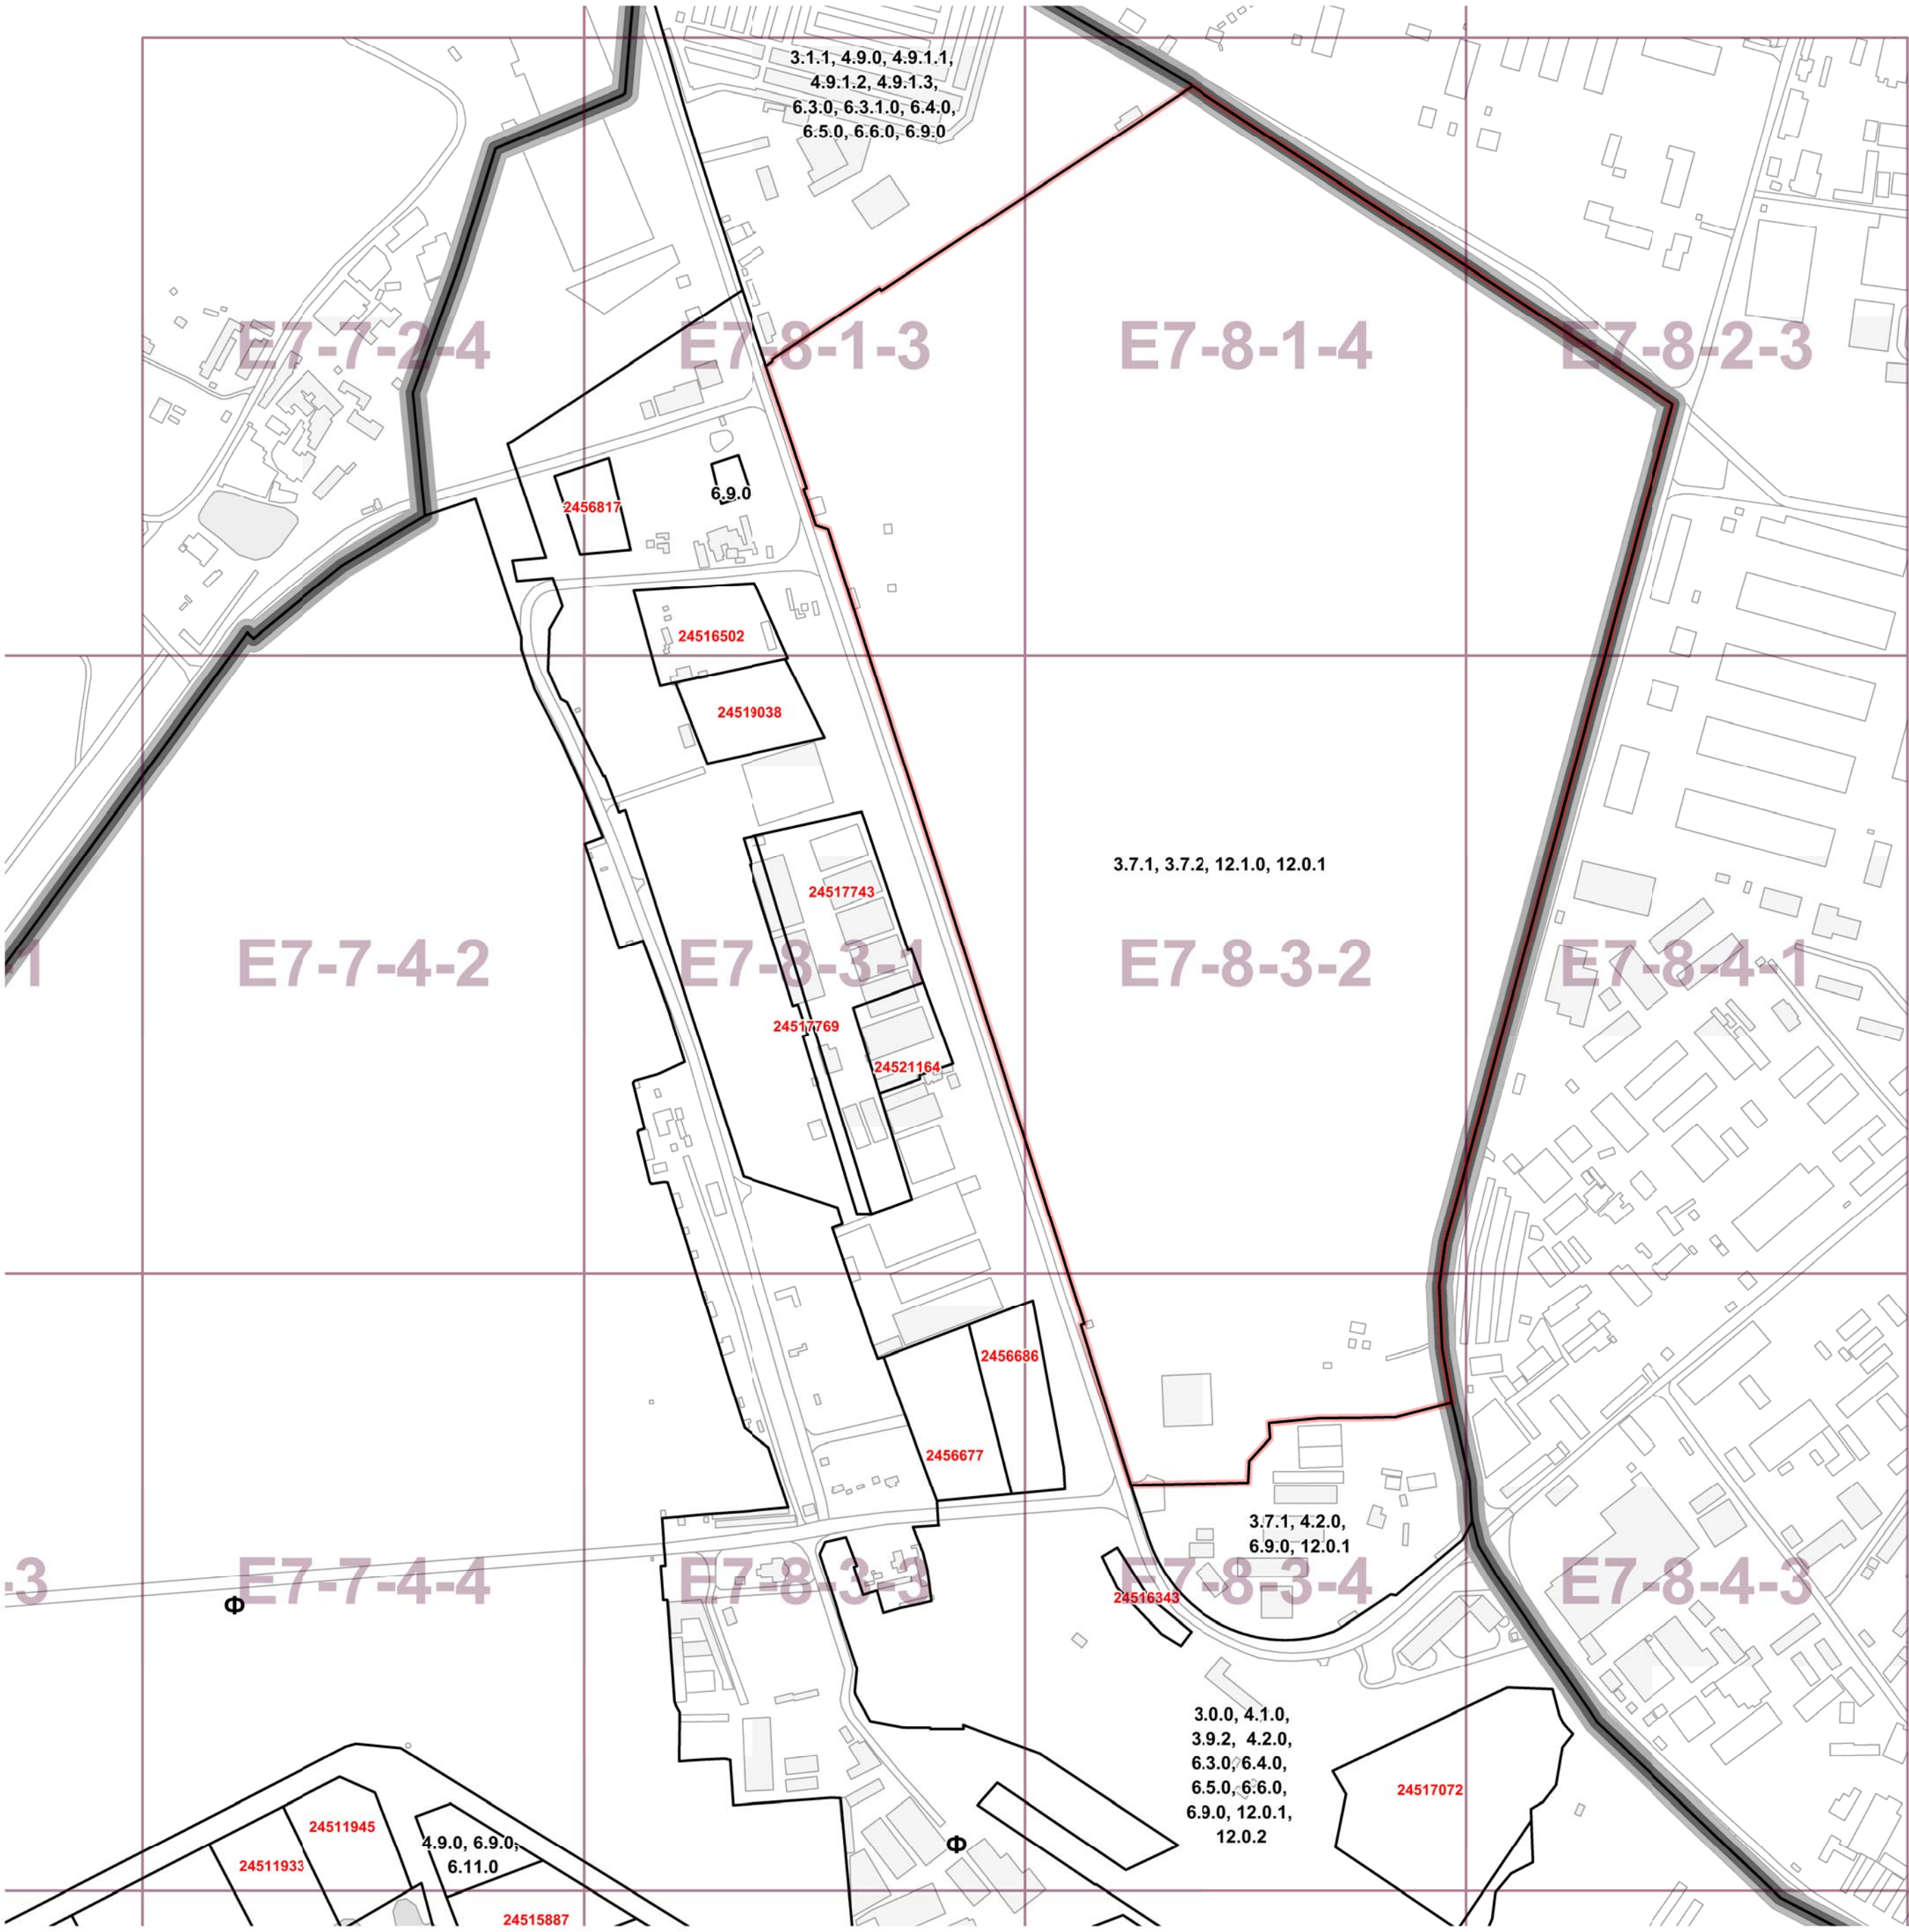 3.1.1, 4.9.0, 4.9.1.1,
4.9.1.2, 4.9.1.3,
6.3.0, 6.3.1.0, 6.4.0,
6.5.0, 6.6.0, 6.9.0
E7-7-2-4
E7-8-1-3
E7-8-1-4
E7-8-2-3
6.9.0
2456817
24516502
24519038
3.7.1, 3.7.2, 12.1.0, 12.0.1
24517743
1
E7-7-4-2
E7-8-3-1
E7-8-3-2
E7-8-4-1
24517769
24521164
2456686
2456677
3.7.1, 4.2.0,
6.9.0, 12.0.1
-3
E7-7-4-4
E7-8-3-3
E7-8-3-4
E7-8-4-3
24516343
Ф
3.0.0, 4.1.0,
3.9.2, 4.2.0,
6.3.0, 6.4.0,
6.5.0, 6.6.0,
6.9.0, 12.0.1,
12.0.2
24517072
24511945
4.9.0, 6.9.0,
6.11.0
Ф
24511933
24515887